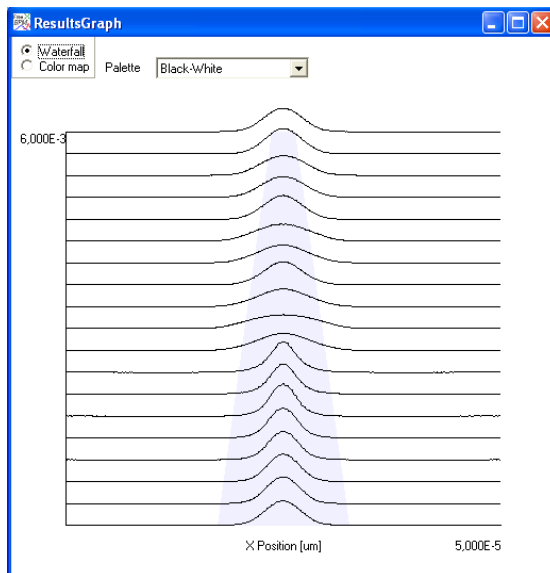 ResultsGraph
Waterfall
Color map
Palette
Black-White
6,000E-3
X Position [um]
5,000E-5